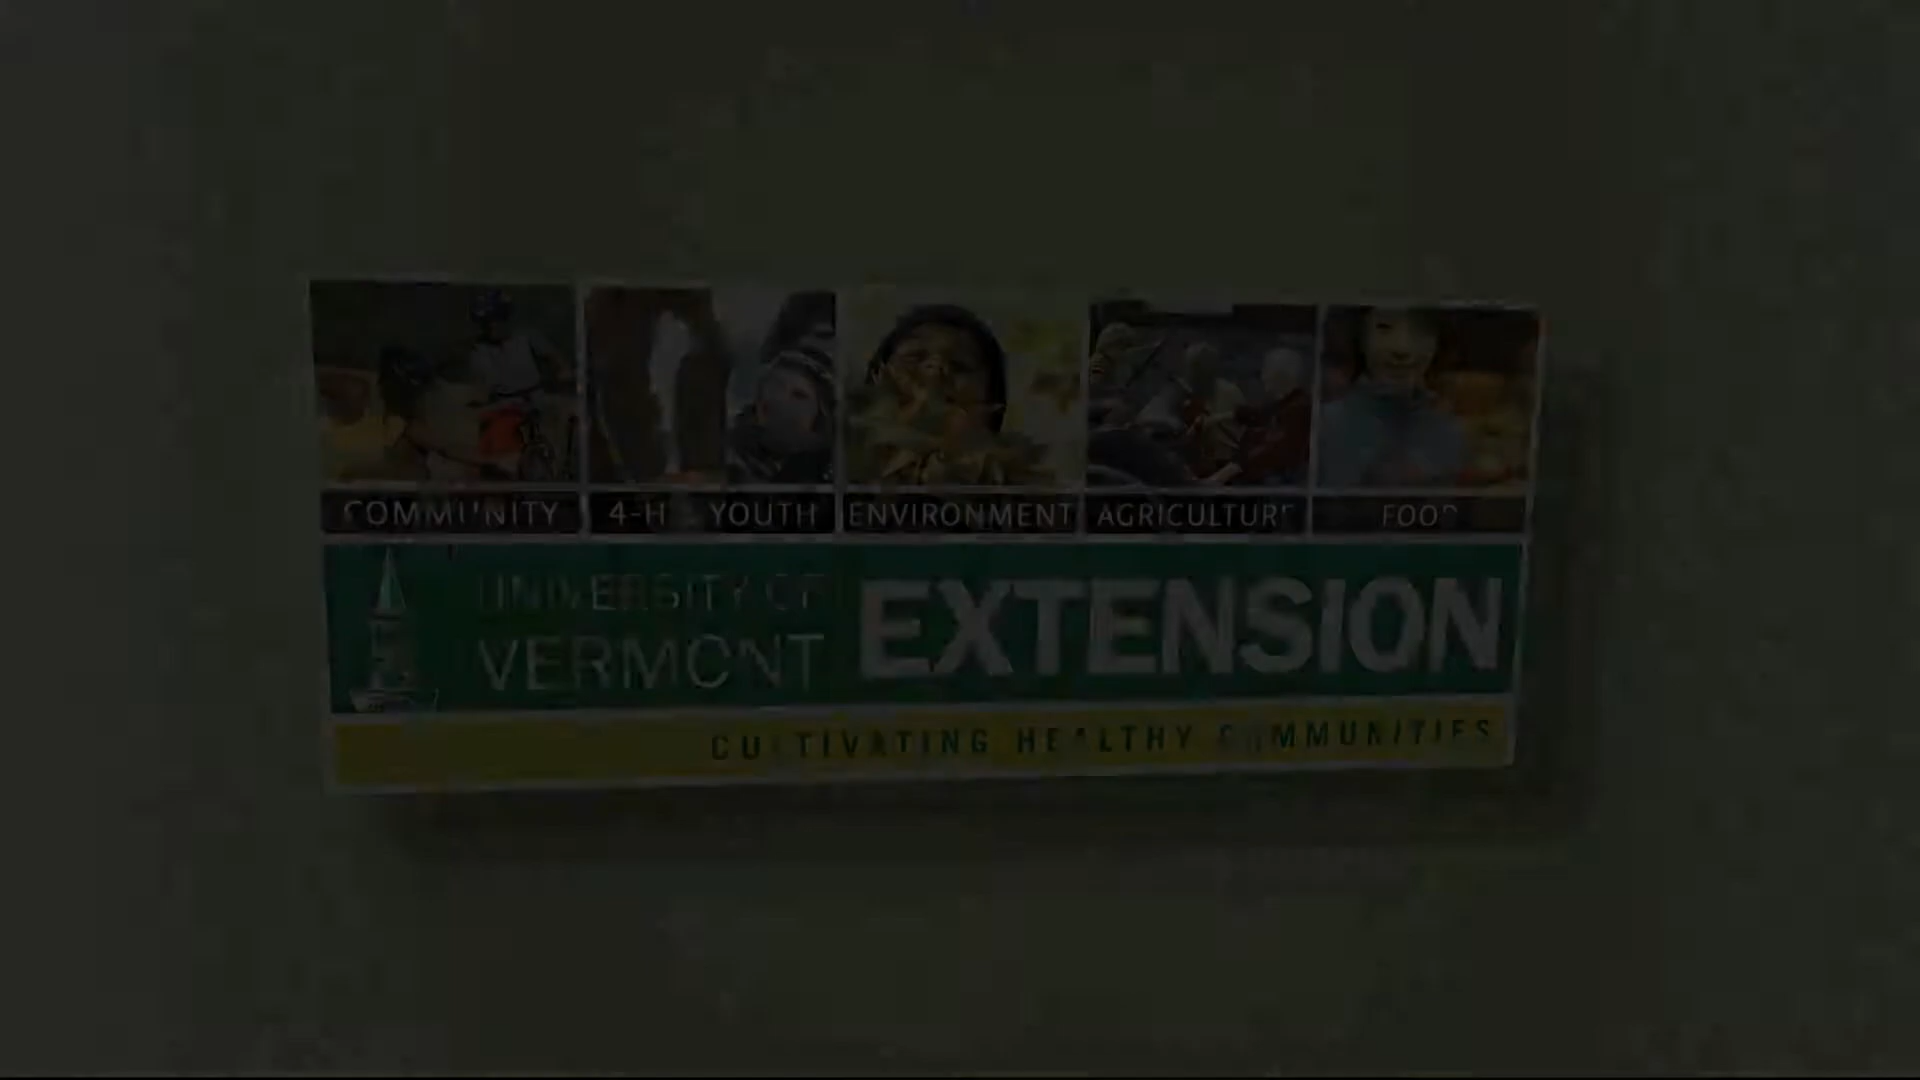 COMMUNITY 4-H YOUTH ENVIRONMENT AGRICULTURE FOOD
UNIVERSITY OF
VERMONT
EXTENSION
CULTIVATING HEALTHY COMMUNITIES